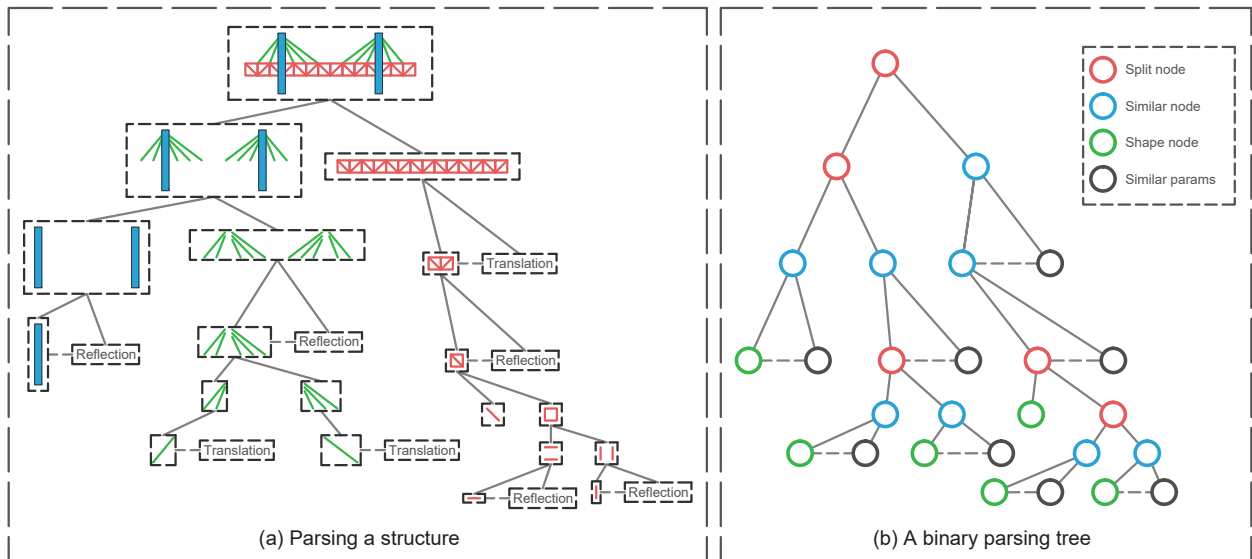 Translation
Reflection
Reflection
Reflection
Translation
Translation
Reflection
Reflection
(a) Parsing a structure
Split node
Similar node
Shape node
Similar params
(b) A binary parsing tree